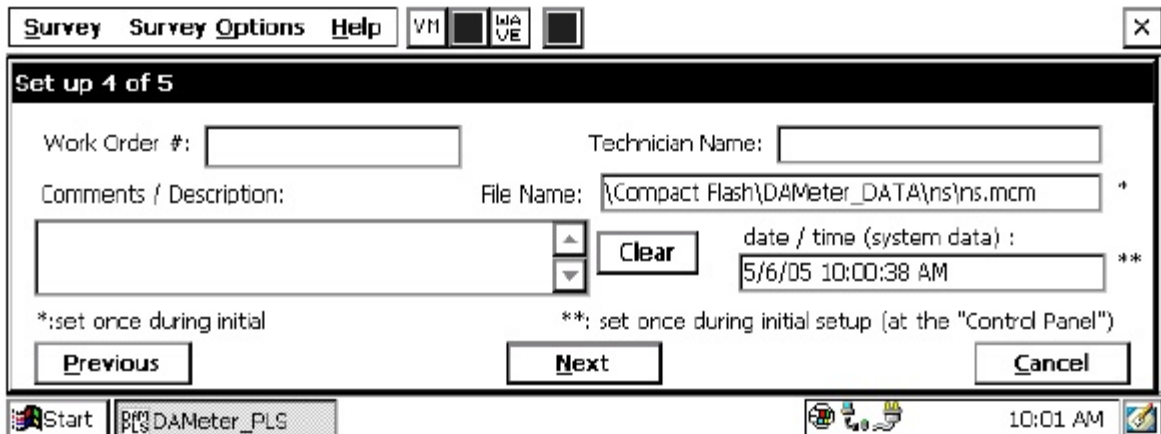 Survey Survey Options Help VM WAVE
Set up 4 of 5
Work Order #: Technician Name:
Comments / Description: File Name: \Compact Flash\DAMeter_DATA\ns\ns.mcm *
Clear date / time (system data) :
5/6/05 10:00:38 AM **
*:set once during initial **: set once during initial setup (at the "Control Panel")
Previous Next Cancel
Start DAMeter_PLS 10:01 AM